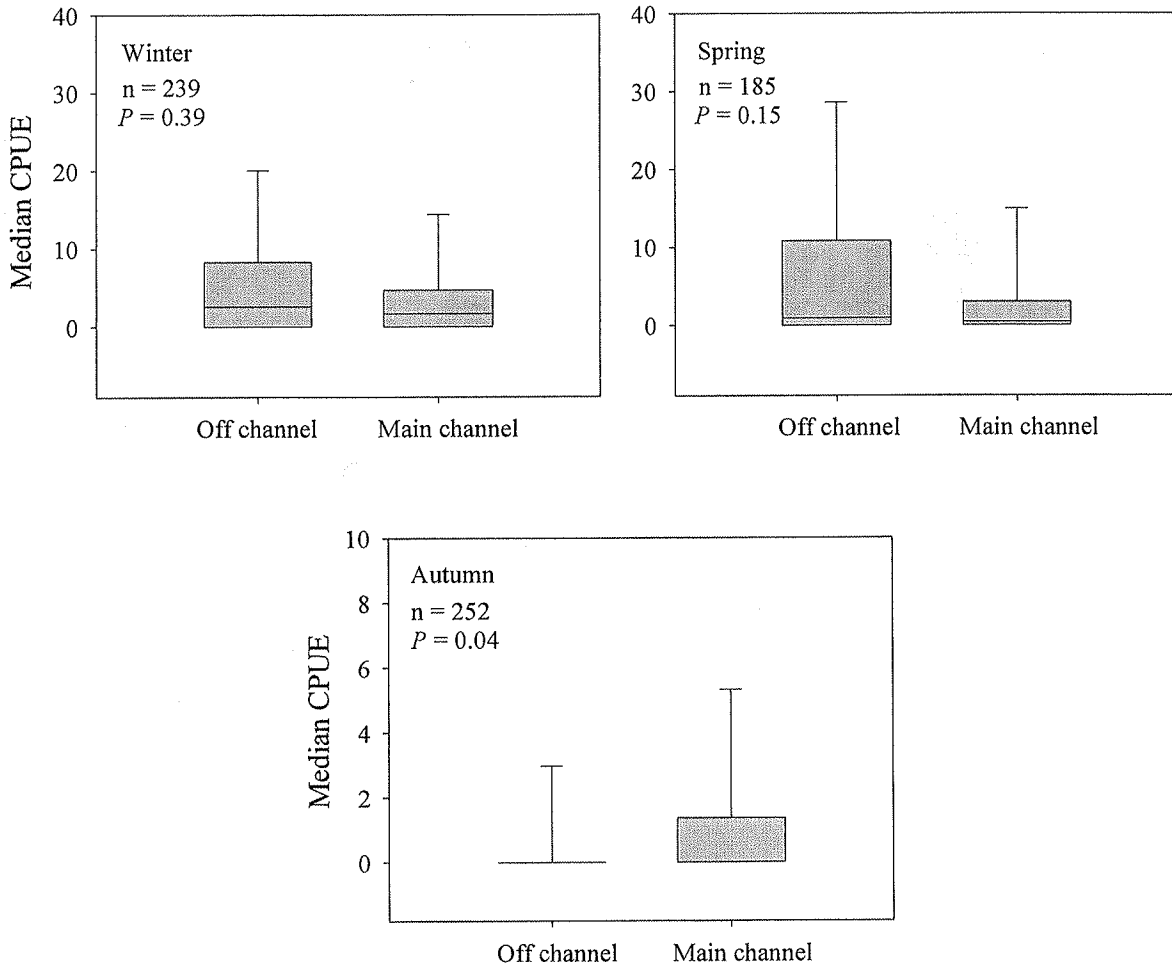 Winter
n = 239
P = 0.39
Median CPUE
40
30
20
10
0
Off channel Main channel
Spring
n = 185
P = 0.15
40
30
20
10
0
Off channel Main channel
Autumn
n = 252
P = 0.04
Median CPUE
10
8
6
4
2
0
Off channel Main channel